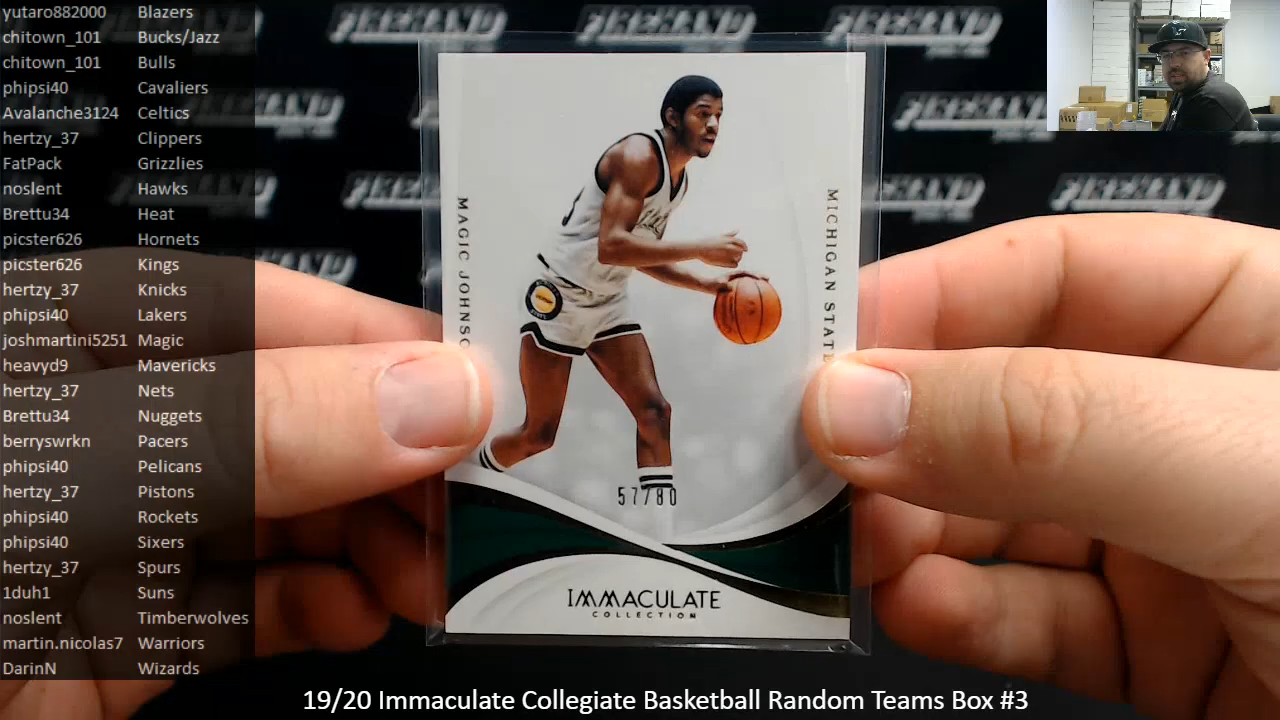 yutaro882000 Blazers
chitown_101 Bucks/Jazz
chitown_101 Bulls
phipsi40 Cavaliers
Avalanche3124 Celtics
hertzy_37 Clippers
FatPack Grizzlies
noslent Hawks
Brettu34 Heat
picster626 Hornets
picster626 Kings
hertzy_37 Knicks
phipsi40 Lakers
joshmartini5251 Magic
heavyd9 Mavericks
hertzy_37 Nets
Brettu34 Nuggets
berryswrkn Pacers
phipsi40 Pelicans
hertzy_37 Pistons
phipsi40 Rockets
phipsi40 Sixers
hertzy_37 Spurs
1duh1 Suns
noslent Timberwolves
martin.nicolas7 Warriors
DarinN Wizards
MAGIC JOHNSO
MICHIGAN STATE
57/80
IMMACULATE
COLLECTION
19/20 Immaculate Collegiate Basketball Random Teams Box #3